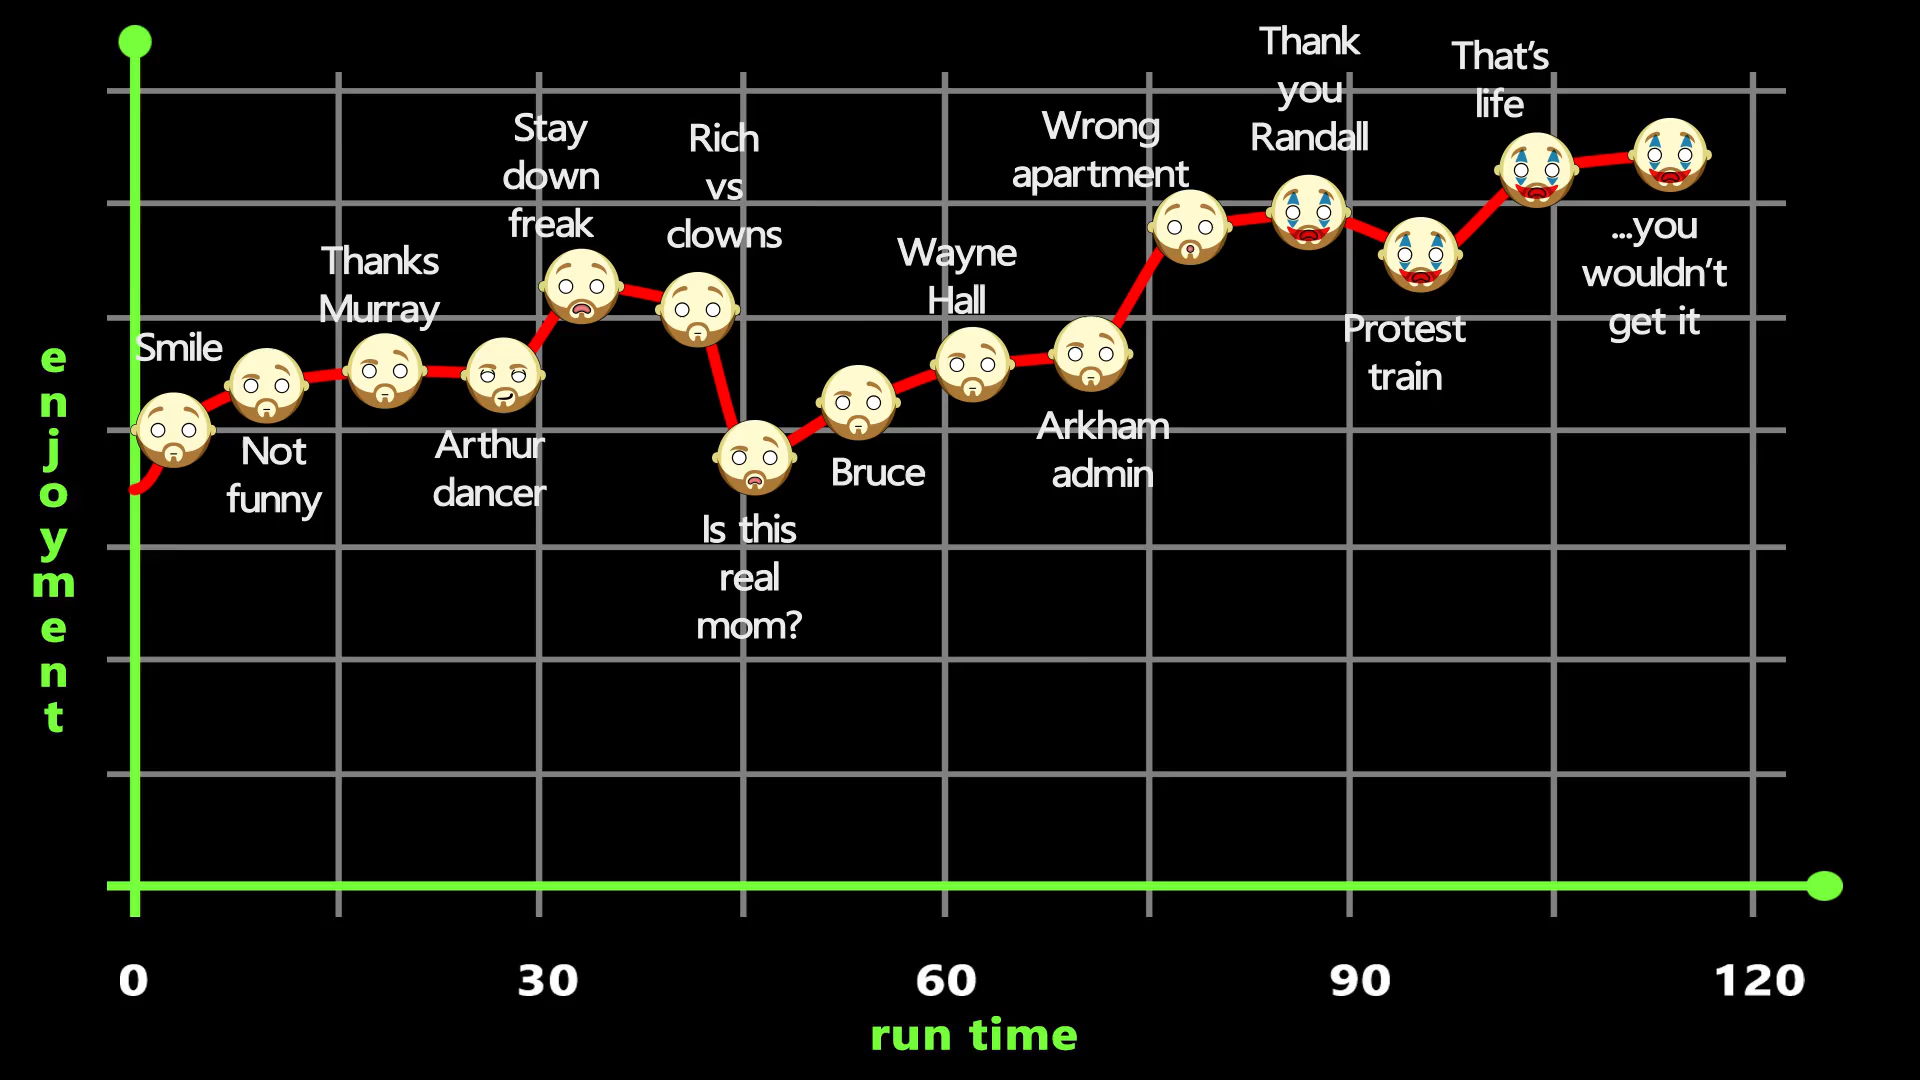 Thank
you
Randall
That's
life
Stay
down
freak
Rich
vs
clowns
Wrong
apartment
Thanks
Murray
Wayne
Hall
Smile
...you
wouldn't
get it
Protest
train
Not
funny
Arthur
dancer
Bruce
Arkham
admin
Is this
real
mom?
enjoyment
0
30
60
90
120
run time